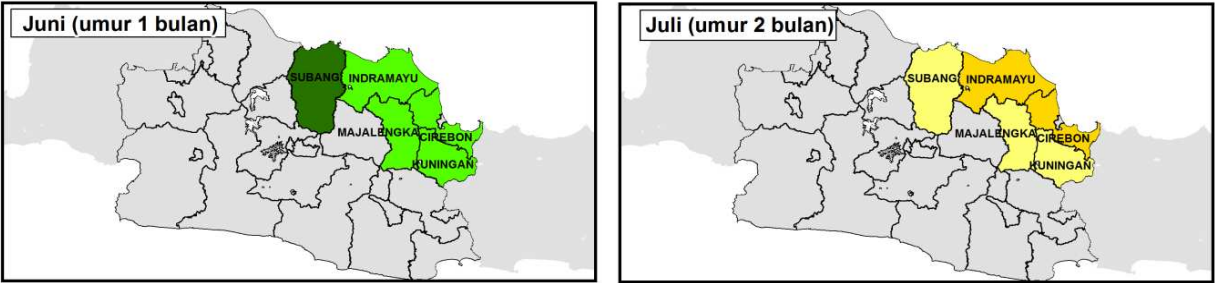 Juni (umur 1 bulan)
SUBANG
INDRAMAYU
MAJALENGKA
CIREBON
KUNINGAN
Juli (umur 2 bulan)
SUBANG
INDRAMAYU
MAJALENGKA
CIREBON
KUNINGAN